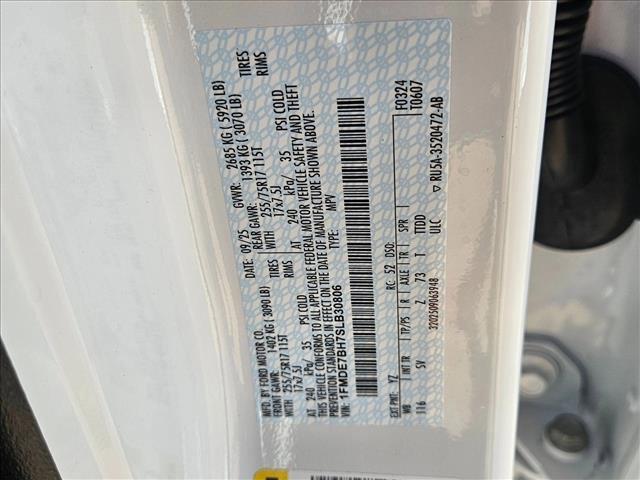 MFD. BY FORD MOTOR CO. 09/25 GVWR: 2685 KG ( 5920 LB)
FRONT GAWR: 1402 KG ( 3090 LB) REAR GAWR: 1393 KG ( 3070 LB)
255/75R17 115T TIRES WITH 255/75R17 115T TIRES
17x7.5J RIMS 17x7.5J RIMS
AT 240 kPa/ 35 PSI COLD AT 240 kPa/ 35 PSI COLD
THIS VEHICLE CONFORMS TO ALL APPLICABLE FEDERAL MOTOR VEHICLE SAFETY AND THEFT
PREVENTION STANDARDS IN EFFECT ON THE DATE OF MANUFACTURE SHOWN ABOVE.
VIN: 1FMDE7BH7SLB30806 TYPE: MPV
F0324
T0607
EXT PNT: YZ RC: 52 DSO:
WB INT TR TP/PS R AXLE TR SPR
116 SV Z 73 T TTDD
3202509063948 ULC
▽ RU5A-3520472-AB